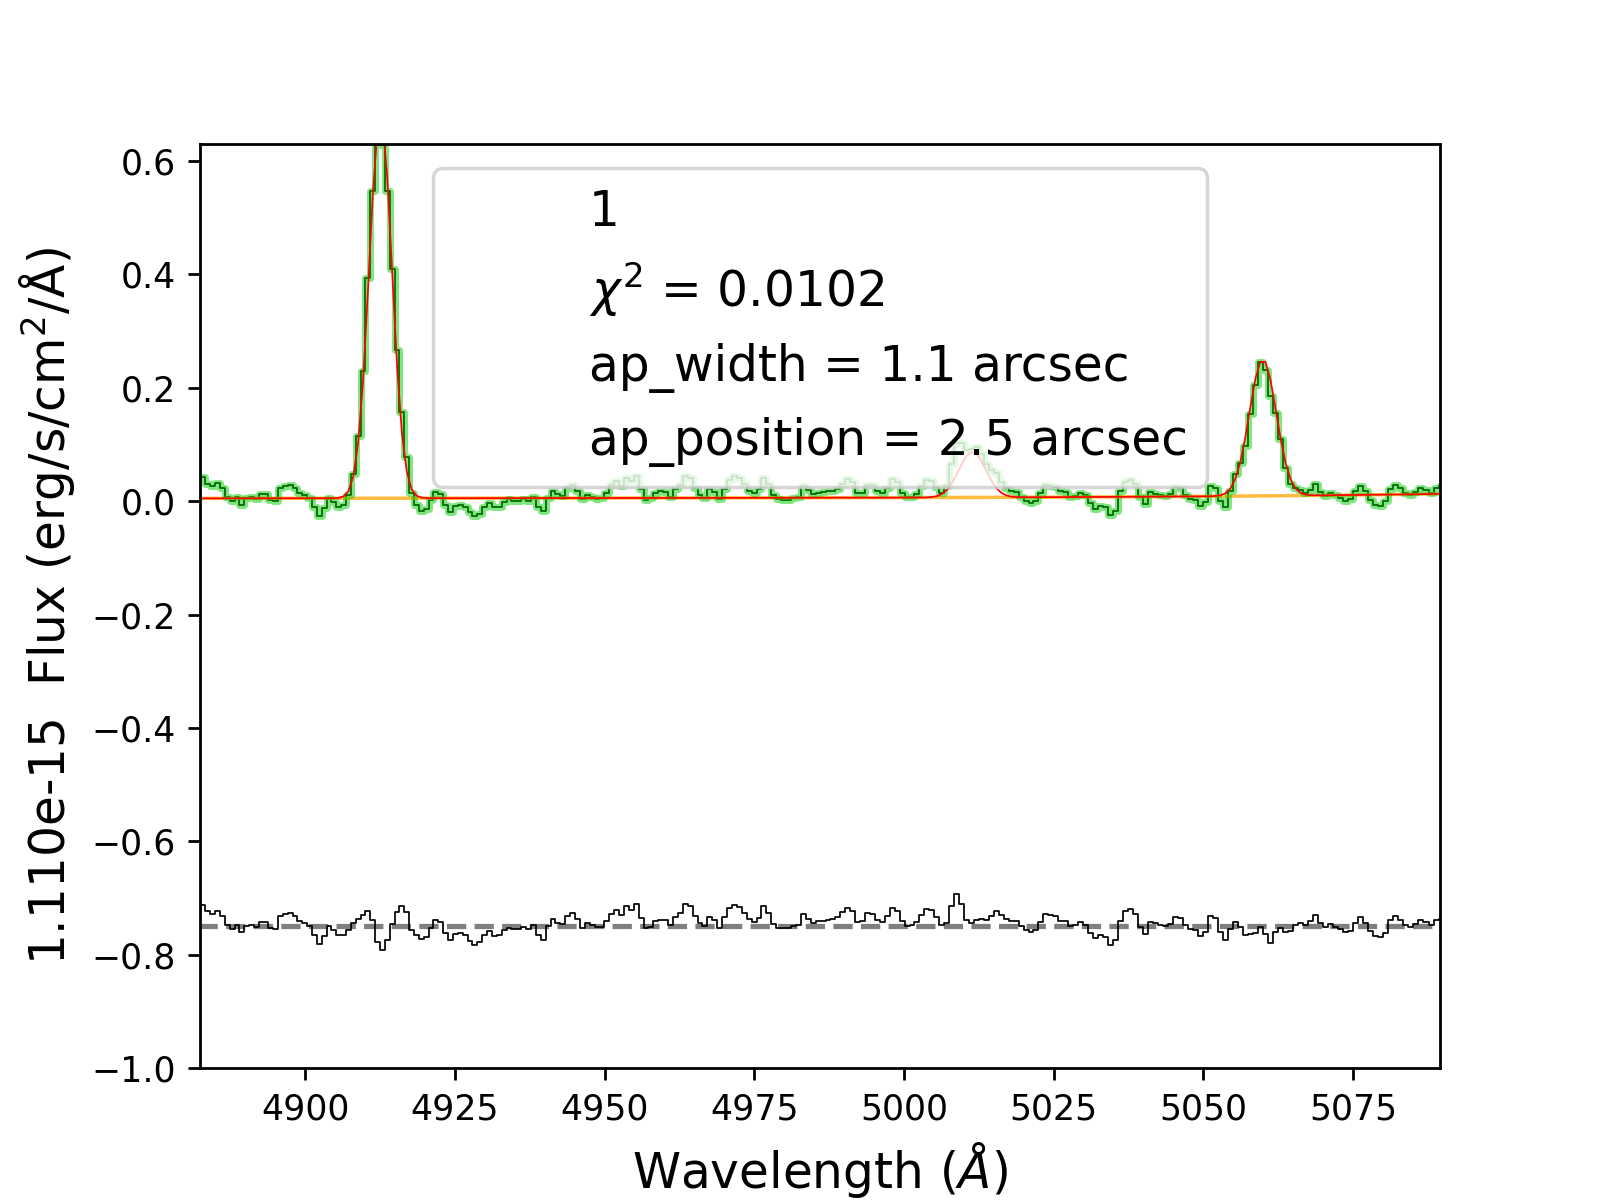 1
χ² = 0.0102
ap_width = 1.1 arcsec
ap_position = 2.5 arcsec
0.6
0.4
0.2
0.0
−0.2
−0.4
−0.6
−0.8
−1.0
1.110e-15 Flux (erg/s/cm²/Å)
4900 4925 4950 4975 5000 5025 5050 5075
Wavelength (Å)